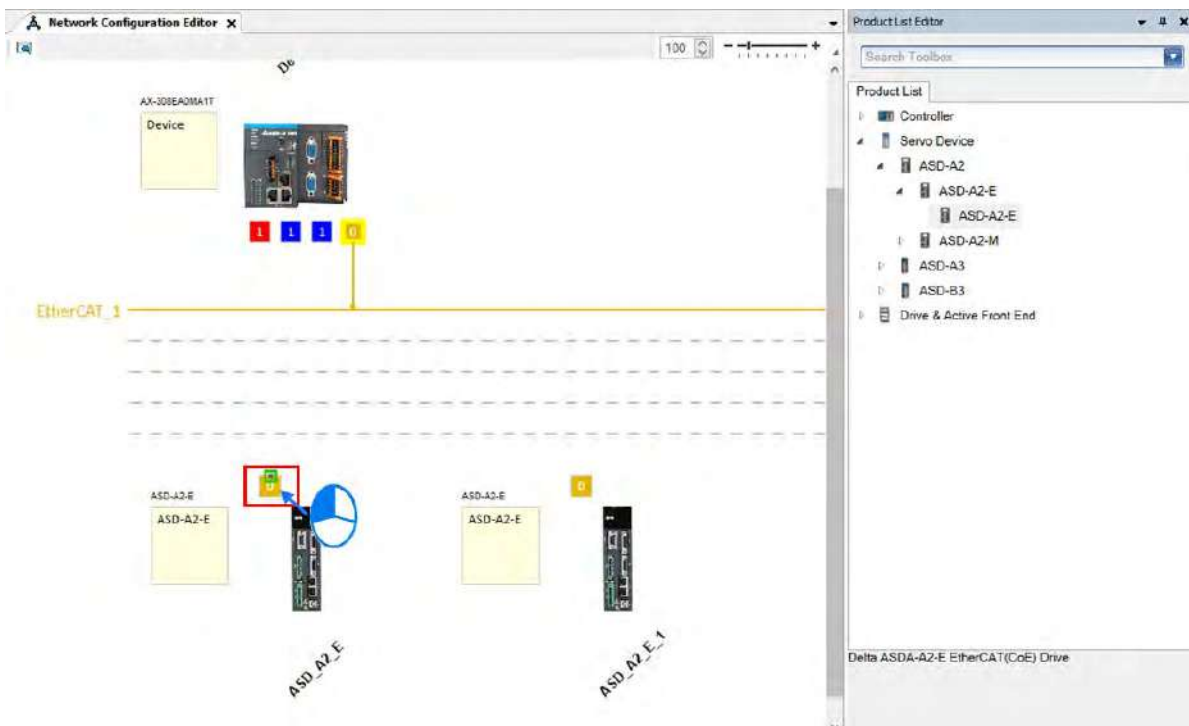 Network Configuration Editor
Product List Editor
100
Search Toolbox
De
Product List
AX-308EA0MA1T
Device
Controller
Servo Device
ASD-A2
ASD-A2-E
ASD-A2-E
ASD-A2-M
ASD-A3
ASD-B3
Drive & Active Front End
1 1 1 0
EtherCAT_1
0
0
ASD-A2-E
ASD-A2-E
ASD-A2-E
ASD-A2-E
ASD_A2_E
ASD_A2_E_1
Delta ASDA-A2-E EtherCAT(CoE) Drive